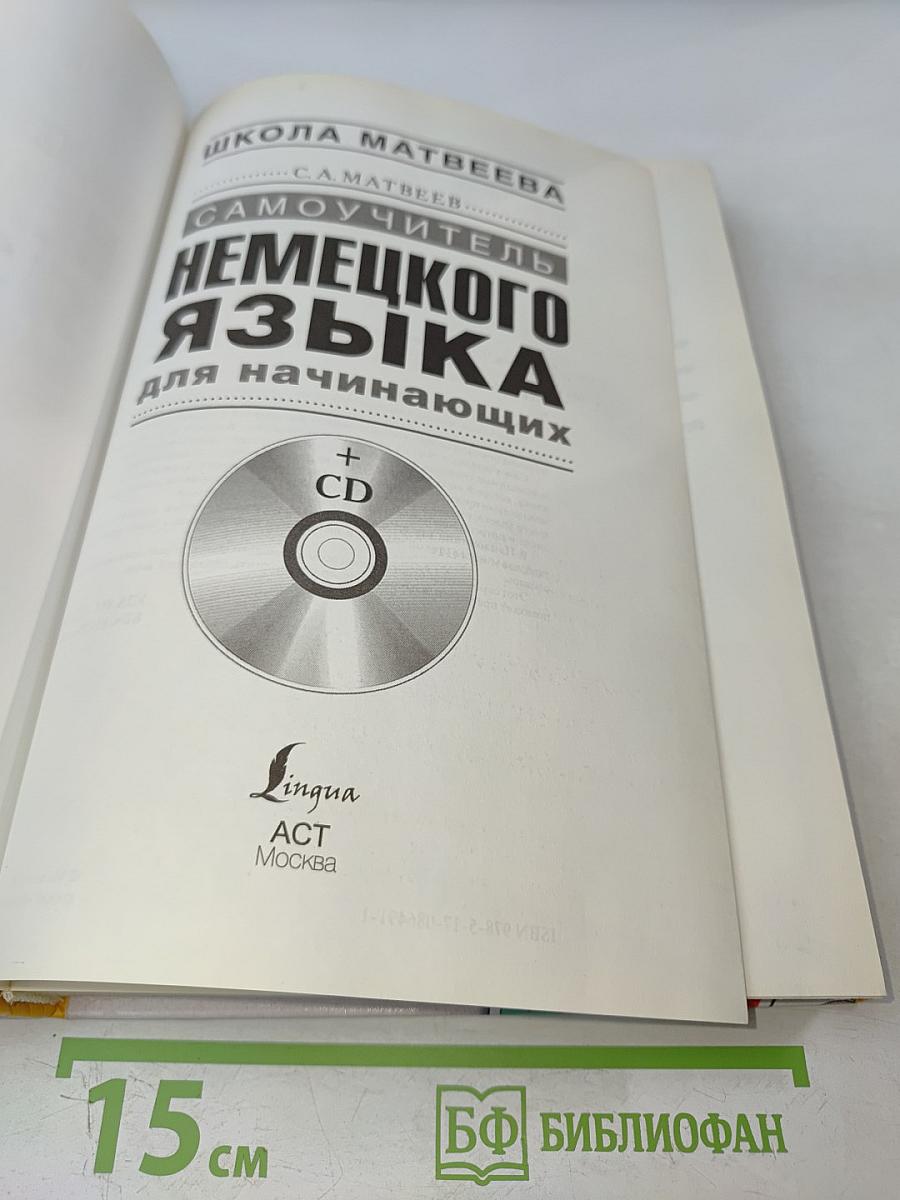 ШКОЛА МАТВЕЕВА
С. А. МАТВЕЕВ
САМОУЧИТЕЛЬ
НЕМЕЦКОГО
ЯЗЫКА
для начинающих
+
CD
Lingua
АСТ
Москва
15 см
БФ БИБЛИОФАН